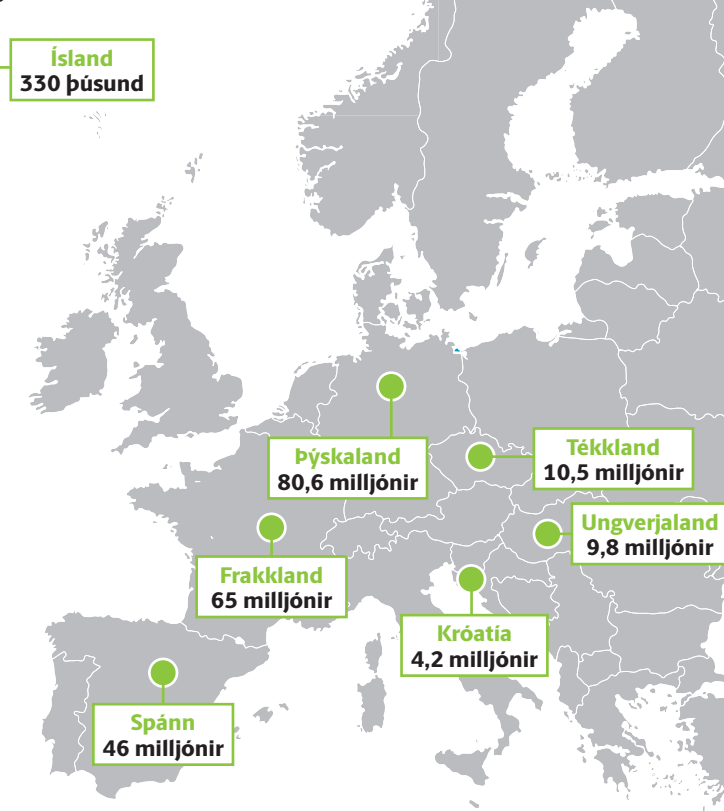 Ísland
330 þúsund
Þýskaland
80,6 milljónir
Tékkland
10,5 milljónir
Ungverjaland
9,8 milljónir
Frakkland
65 milljónir
Króatía
4,2 milljónir
Spánn
46 milljónir